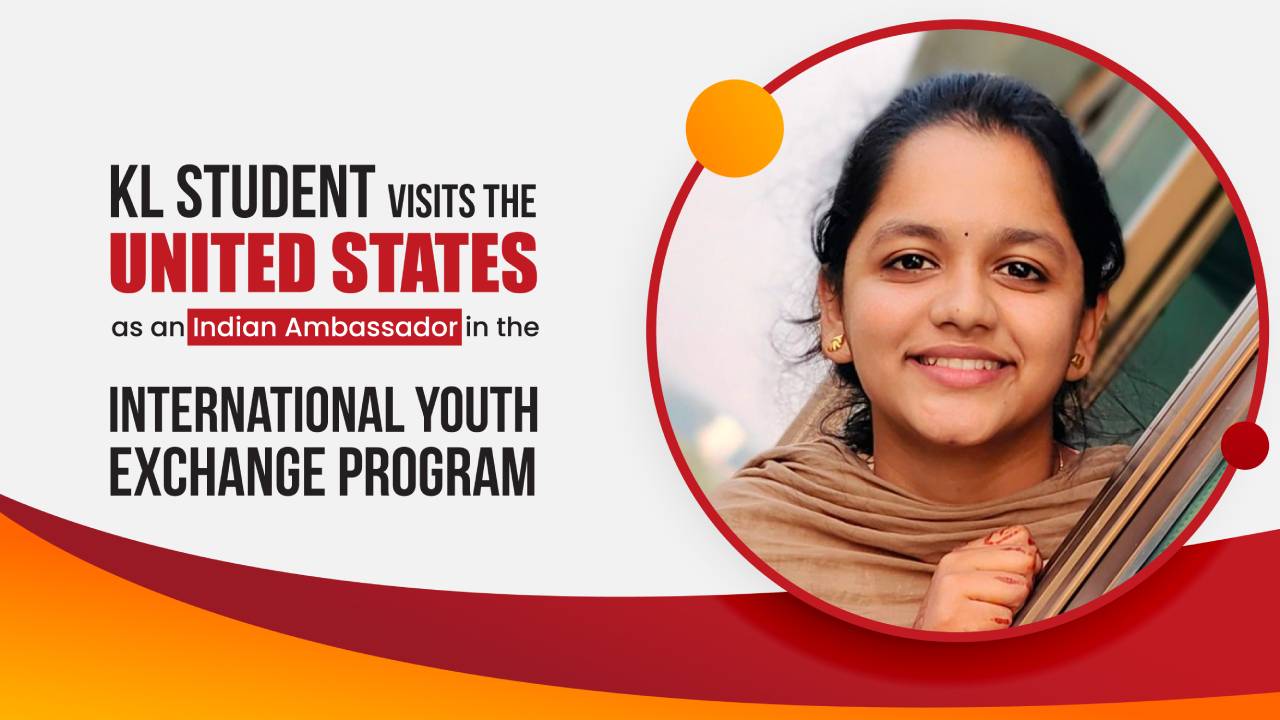 KL STUDENT VISITS THE
UNITED STATES
as an Indian Ambassador in the
INTERNATIONAL YOUTH
EXCHANGE PROGRAM